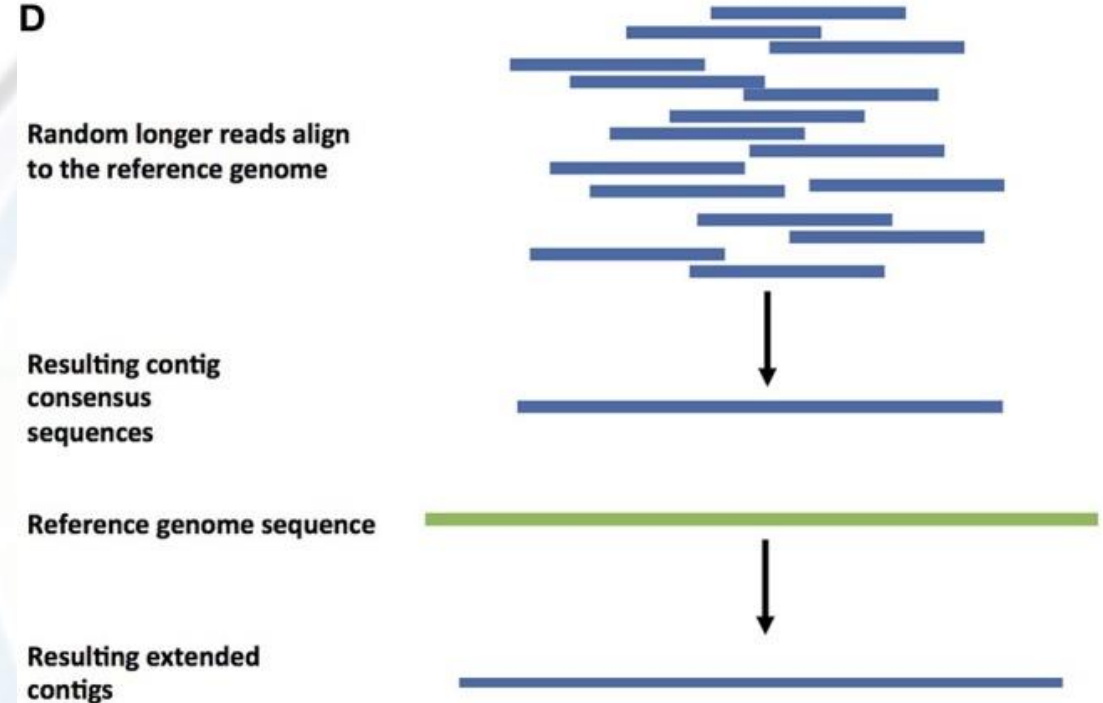 D
Random longer reads align
to the reference genome
Resulting contig
consensus
sequences
Reference genome sequence
Resulting extended
contigs